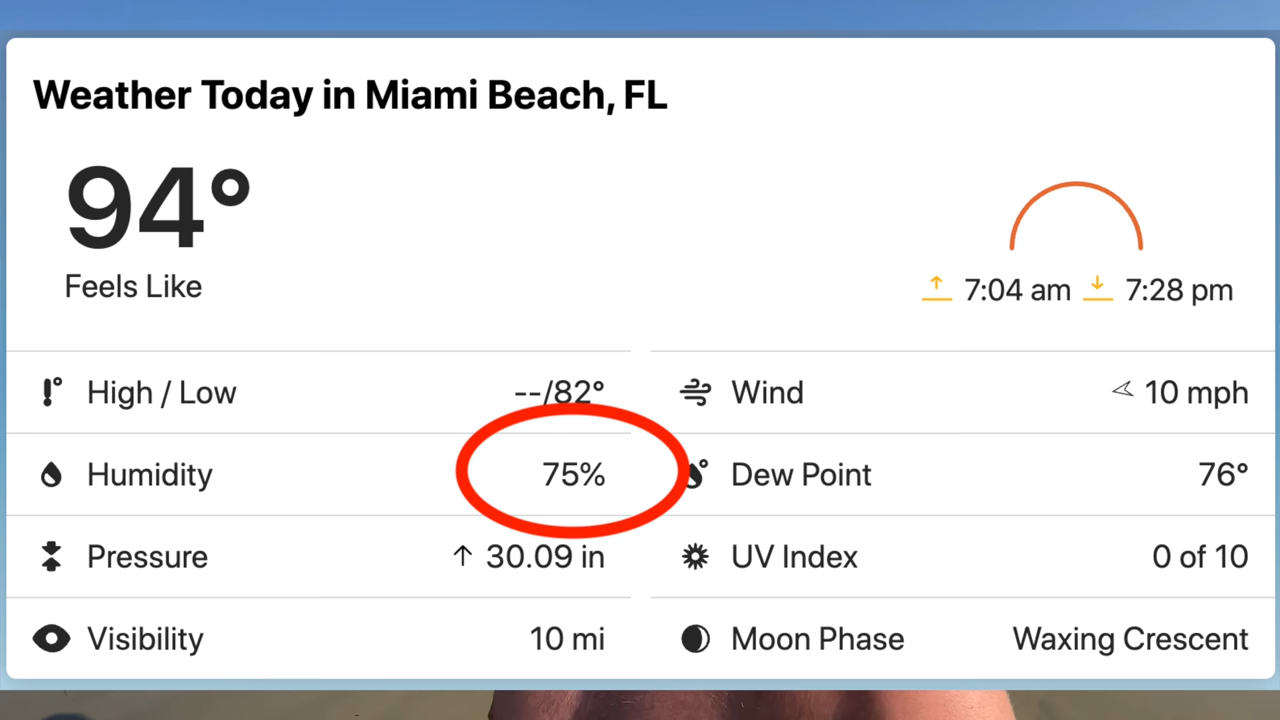 Weather Today in Miami Beach, FL
94°
Feels Like
7:04 am 7:28 pm
High / Low --/82°
Wind 10 mph
Humidity 75%
Dew Point 76°
Pressure ↑ 30.09 in
UV Index 0 of 10
Visibility 10 mi
Moon Phase Waxing Crescent